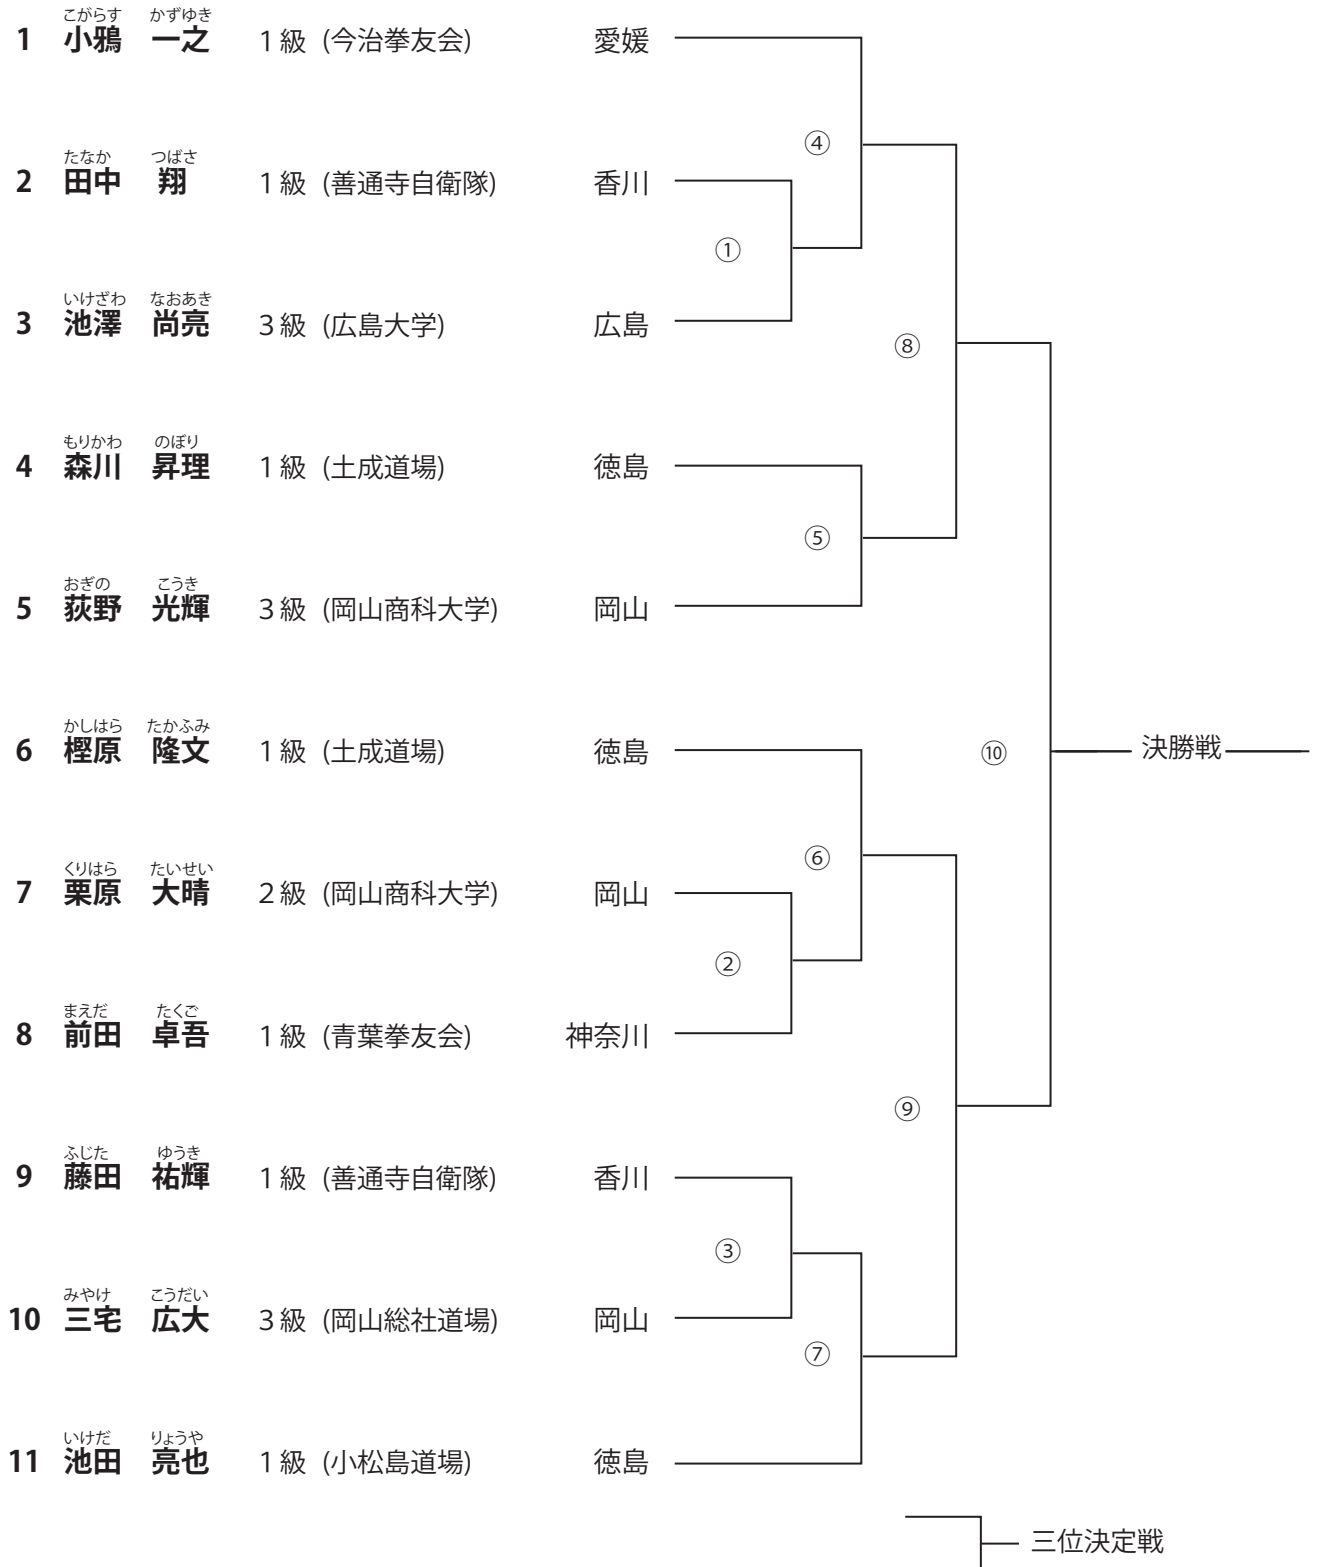 こがらす かずゆき
1 小鴉 一之 1級 (今治拳友会) 愛媛
④
たなか つばさ
2 田中 翔 1級 (善通寺自衛隊) 香川
①
いけざわ なおあき
3 池澤 尚亮 3級 (広島大学) 広島
⑧
もりかわ のぼり
4 森川 昇理 1級 (土成道場) 徳島
⑤
おぎの こうき
5 荻野 光輝 3級 (岡山商科大学) 岡山
かしはら たかふみ
6 樫原 隆文 1級 (土成道場) 徳島
⑩ 決勝戦
⑥
くりはら たいせい
7 栗原 大晴 2級 (岡山商科大学) 岡山
②
まえだ たくご
8 前田 卓吾 1級 (青葉拳友会) 神奈川
⑨
ふじた ゆうき
9 藤田 祐輝 1級 (善通寺自衛隊) 香川
③
みやけ こうだい
10 三宅 広大 3級 (岡山総社道場) 岡山
⑦
いけだ りょうや
11 池田 亮也 1級 (小松島道場) 徳島
三位決定戦